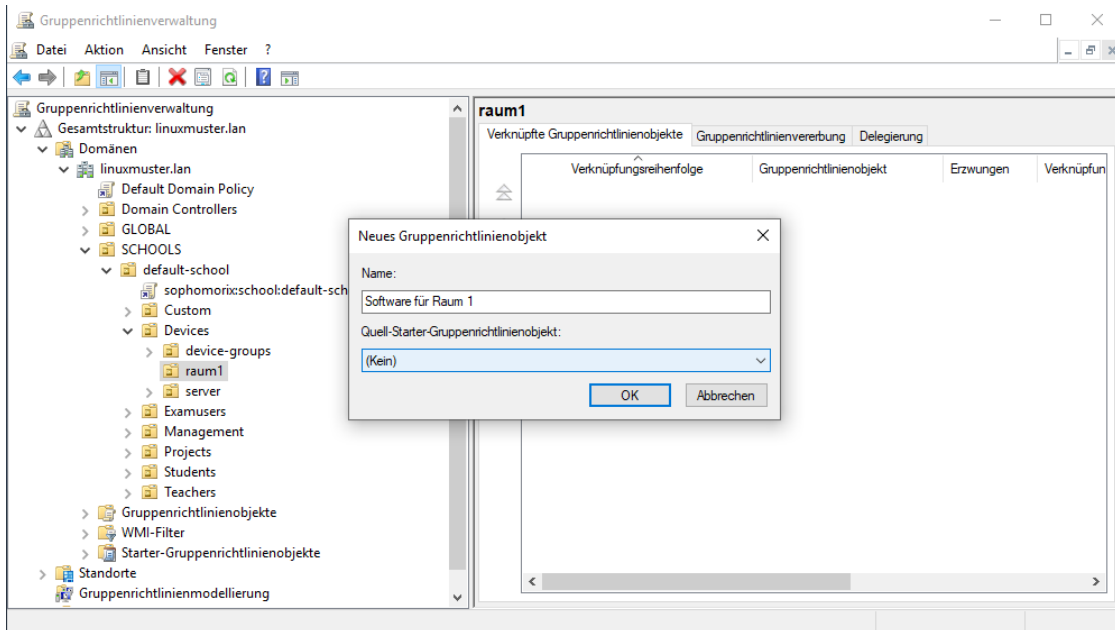 Gruppenrichtlinienverwaltung
Datei Aktion Ansicht Fenster ?
Gruppenrichtlinienverwaltung
Gesamtstruktur: linuxmuster.lan
Domänen
linuxmuster.lan
Default Domain Policy
Domain Controllers
GLOBAL
SCHOOLS
default-school
sophomorix:school:default-sch
Custom
Devices
device-groups
raum1
server
Examusers
Management
Projects
Students
Teachers
Gruppenrichtlinienobjekte
WMI-Filter
Starter-Gruppenrichtlinienobjekte
Standorte
Gruppenrichtlinienmodellierung
raum1
Verknüpfte Gruppenrichtlinienobjekte Gruppenrichtlinienvererbung Delegierung
Verknüpfungsreihenfolge Gruppenrichtlinienobjekt Erzwungen Verknüpfun
Neues Gruppenrichtlinienobjekt
Name:
Software für Raum 1
Quell-Starter-Gruppenrichtlinienobjekt:
(Kein)
OK Abbrechen